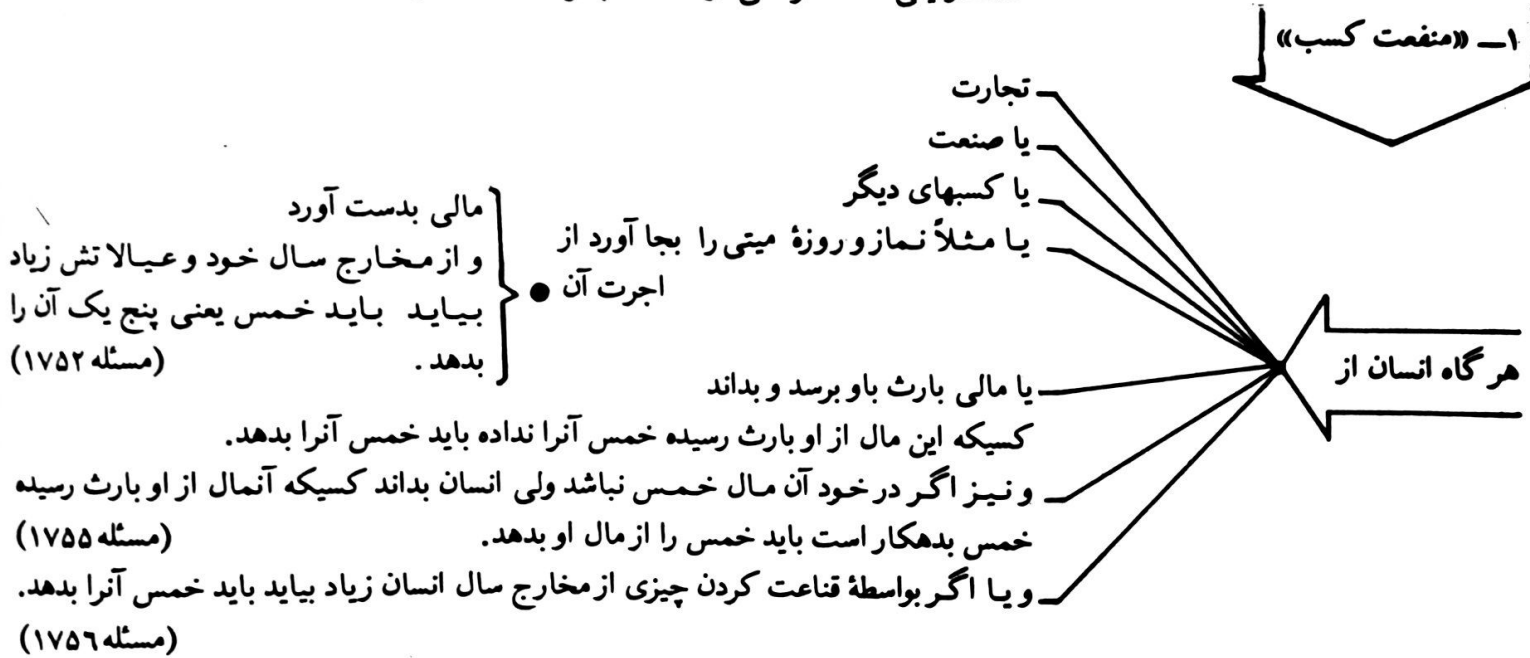 ۱ــ «منفعت کسب»
هر گاه انسان از
تجارت
یا صنعت
یا کسبهای دیگر
یا مثلاً نماز و روزهٔ میتی را بجا آورد از
اجرت آن
مالی بدست آورد
و از مخارج سال خود و عیالاتش زیاد
بیاید باید خمس یعنی پنج یک آن را
بدهد. (مسئله ۱۷۵۲)
یا مالی بارث باو برسد و بداند
کسیکه این مال از او بارث رسیده خمس آنرا نداده باید خمس آنرا بدهد.
و نیز اگر در خود آن مال خمس نباشد ولی انسان بداند کسیکه آنمال از او بارث رسیده
خمس بدهکار است باید خمس را از مال او بدهد. (مسئله ۱۷۵۵)
و یا اگر بواسطهٔ قناعت کردن چیزی از مخارج سال انسان زیاد بیاید باید خمس آنرا بدهد.
(مسئله ۱۷۵۶)